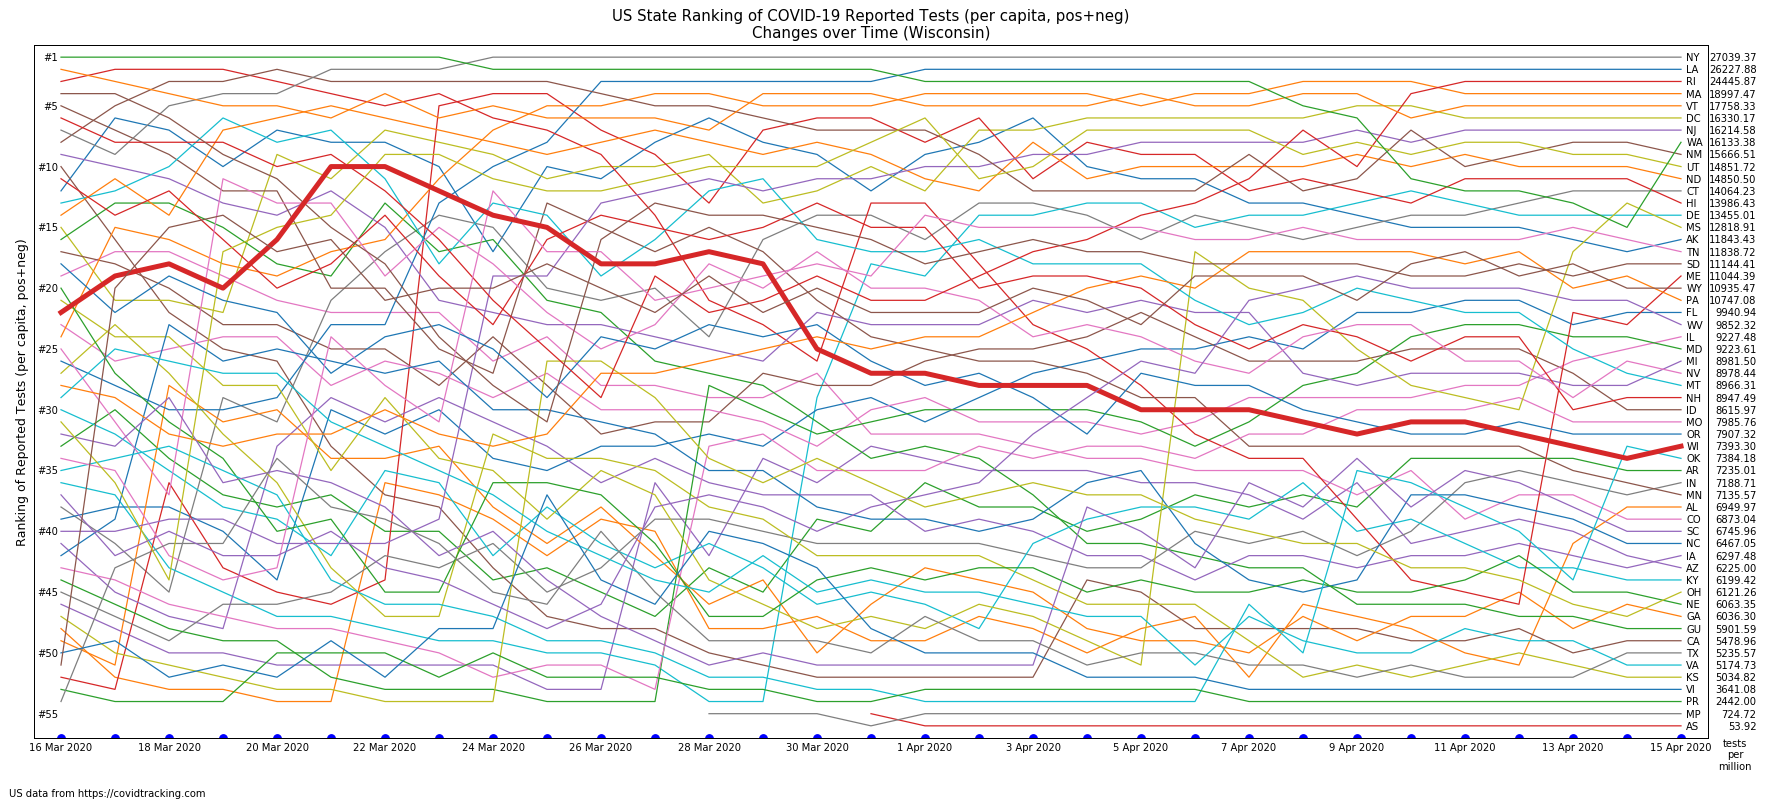 US State Ranking of COVID-19 Reported Tests (per capita, pos+neg)
Changes over Time (Wisconsin)
Ranking of Reported Tests (per capita, pos+neg)
#1
#5
#10
#15
#20
#25
#30
#35
#40
#45
#50
#55
NY 27039.37
LA 26227.88
RI 24445.87
MA 18997.47
VT 17758.33
DC 16330.17
NJ 16214.58
WA 16133.38
NM 15666.51
UT 14851.72
ND 14850.50
CT 14064.23
HI 13986.43
DE 13455.01
MS 12818.91
AK 11843.43
TN 11838.72
SD 11144.41
ME 11044.39
WY 10935.47
PA 10747.08
FL 9940.94
WV 9852.32
IL 9227.48
MD 9223.61
MI 8981.50
NV 8978.44
MT 8966.31
NH 8947.49
ID 8615.97
MO 7985.76
OR 7907.32
WI 7393.30
OK 7384.18
AR 7235.01
IN 7188.71
MN 7135.57
AL 6949.97
CO 6873.04
SC 6745.96
NC 6467.05
IA 6297.48
AZ 6225.00
KY 6199.42
OH 6121.26
NE 6063.35
GA 6036.30
GU 5901.59
CA 5478.96
TX 5235.57
VA 5174.73
KS 5034.82
VI 3641.08
PR 2442.00
MP 724.72
AS 53.92
16 Mar 2020 18 Mar 2020 20 Mar 2020 22 Mar 2020 24 Mar 2020 26 Mar 2020 28 Mar 2020 30 Mar 2020 1 Apr 2020 3 Apr 2020 5 Apr 2020 7 Apr 2020 9 Apr 2020 11 Apr 2020 13 Apr 2020 15 Apr 2020
tests
per
million
US data from https://covidtracking.com